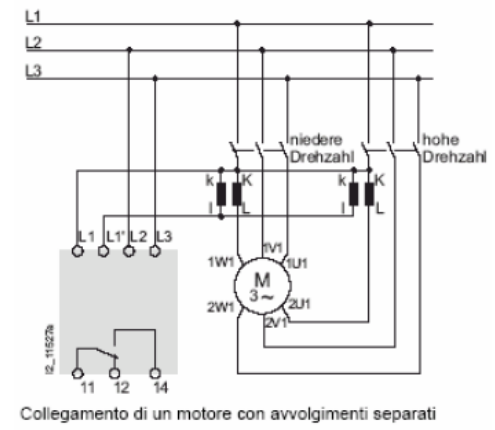 L1
L2
L3
niedere
Drehzahl
hohe
Drehzahl
k K
k K
l L
l L
L1 L1' L2 L3
1W1 1V1 1U1
M
3~
2W1 2V1 2U1
I2_11527a
11 12 14
Collegamento di un motore con avvolgimenti separati